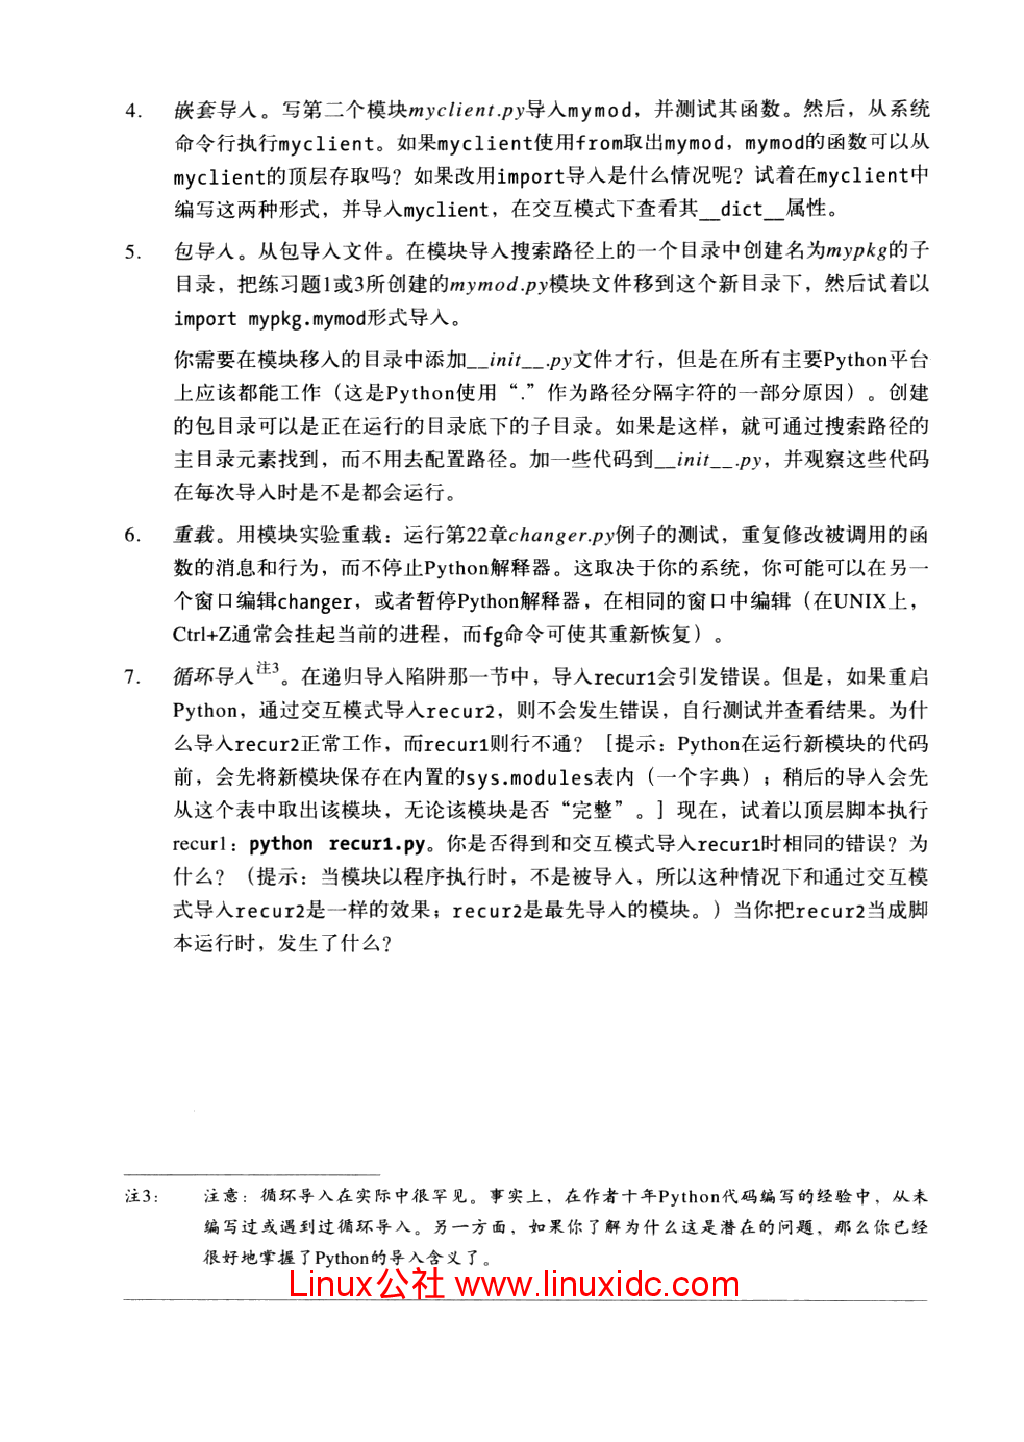 4. 嵌套导入。写第二个模块myclient.py导入mymod，并测试其函数。然后，从系统
命令行执行myclient。如果myclient使用from取出mymod，mymod的函数可以从
myclient的顶层存取吗？如果改用import导入是什么情况呢？试着在myclient中
编写这两种形式，并导入myclient，在交互模式下查看其__dict__属性。
5. 包导入。从包导入文件。在模块导入搜索路径上的一个目录中创建名为mypkg的子
目录，把练习题1或3所创建的mymod.py模块文件移到这个新目录下，然后试着以
import mypkg.mymod形式导入。
你需要在模块移入的目录中添加__init__.py文件才行，但是在所有主要Python平台
上应该都能工作（这是Python使用“.”作为路径分隔字符的一部分原因）。创建
的包目录可以是正在运行的目录底下的子目录。如果是这样，就可通过搜索路径的
主目录元素找到，而不用去配置路径。加一些代码到__init__.py，并观察这些代码
在每次导入时是不是都会运行。
6. 重载。用模块实验重载：运行第22章changer.py例子的测试，重复修改被调用的函
数的消息和行为，而不停止Python解释器。这取决于你的系统，你可能可以在另一
个窗口编辑changer，或者暂停Python解释器，在相同的窗口中编辑（在UNIX上，
Ctrl+Z通常会挂起当前的进程，而fg命令可使其重新恢复）。
7. 循环导入注3。在递归导入陷阱那一节中，导入recur1会引发错误。但是，如果重启
Python，通过交互模式导入recur2，则不会发生错误，自行测试并查看结果。为什
么导入recur2正常工作，而recur1则行不通？［提示：Python在运行新模块的代码
前，会先将新模块保存在内置的sys.modules表内（一个字典）；稍后的导入会先
从这个表中取出该模块，无论该模块是否“完整”。］现在，试着以顶层脚本执行
recur1：python recur1.py。你是否得到和交互模式导入recur1时相同的错误？为
什么？（提示：当模块以程序执行时，不是被导入，所以这种情况下和通过交互模
式导入recur2是一样的效果；recur2是最先导入的模块。）当你把recur2当成脚
本运行时，发生了什么？
注3： 注意：循环导入在实际中很罕见。事实上，在作者十年Python代码编写的经验中，从未
编写过或遇到过循环导入。另一方面，如果你了解为什么这是潜在的问题，那么你已经
很好地掌握了Python的导入含义了。
Linux公社 www.linuxidc.com